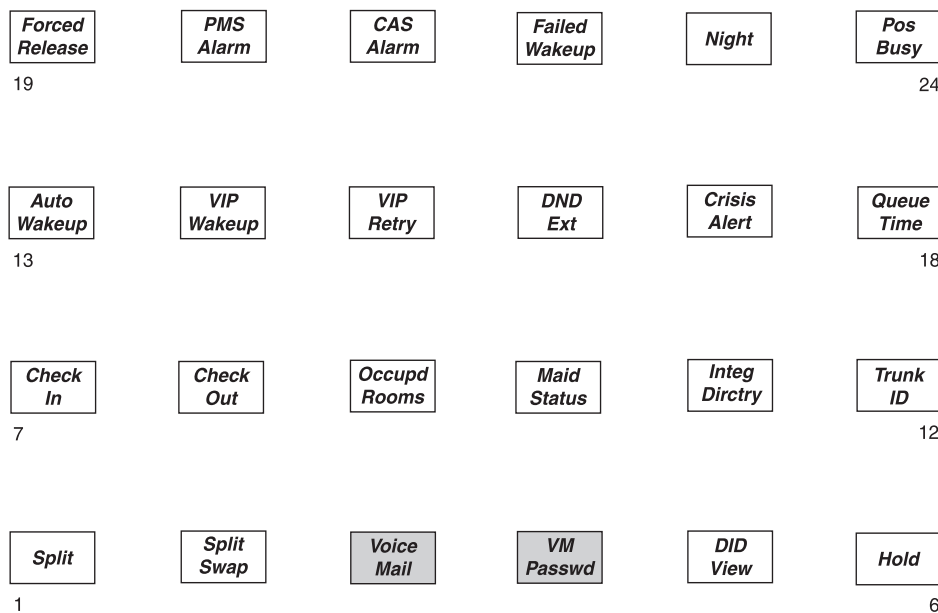 Forced Release
PMS Alarm
CAS Alarm
Failed Wakeup
Night
Pos Busy
19
24
Auto Wakeup
VIP Wakeup
VIP Retry
DND Ext
Crisis Alert
Queue Time
13
18
Check In
Check Out
Occupd Rooms
Maid Status
Integ Dirctry
Trunk ID
7
12
Split
Split Swap
Voice Mail
VM Passwd
DID View
Hold
1
6